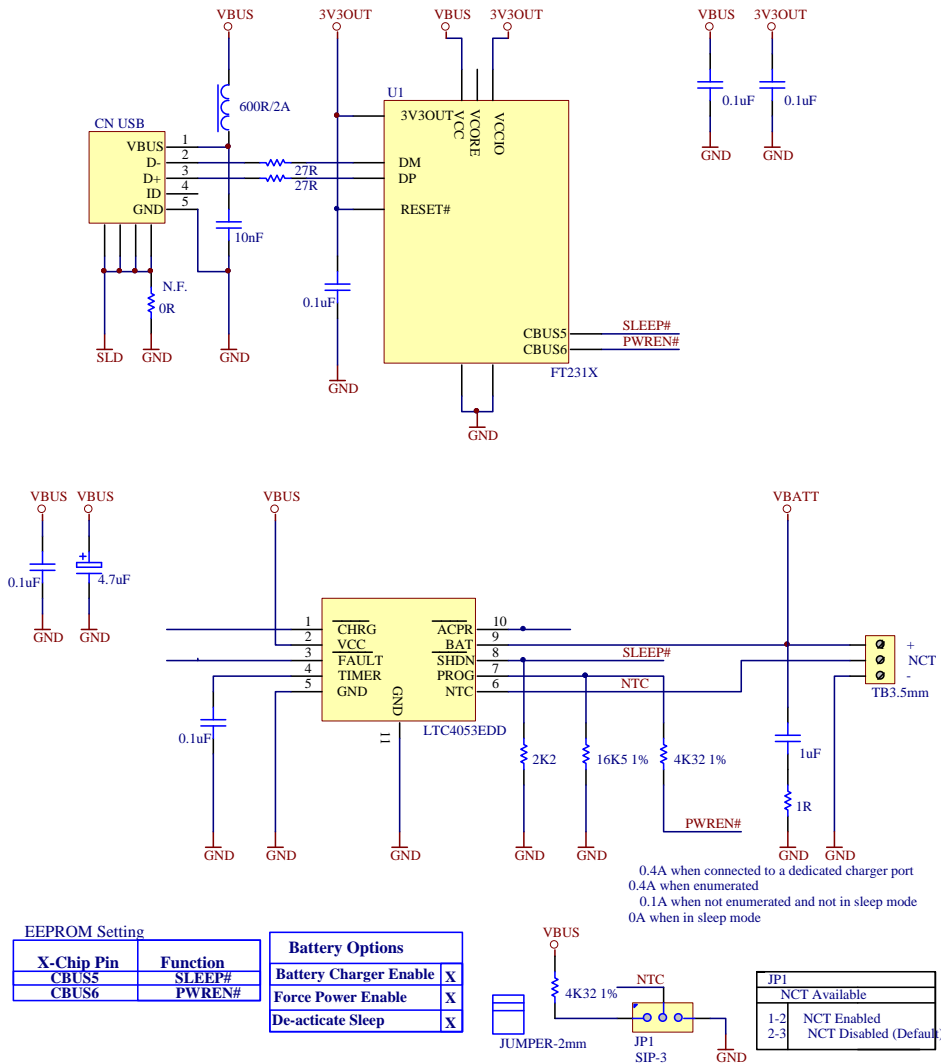 VBUS 3V3OUT VBUS 3V3OUT VBUS 3V3OUT
600R/2A
U1
3V3OUT
VCC
VCORE
VCCIO
0.1uF 0.1uF
CN USB
VBUS 1
D- 2
D+ 3
ID 4
GND 5
27R
27R
DM
DP
RESET#
GND GND
10nF
N.F.
0R
0.1uF
CBUS5 SLEEP#
CBUS6 PWREN#
SLD GND GND
FT231X
GND
GND
VBUS VBUS VBUS VBATT
0.1uF 4.7uF
GND GND
1 CHRG
2 VCC
3 FAULT
4 TIMER
5 GND
GND
11
ACPR 10
BAT 9
SHDN 8 SLEEP#
PROG 7
NTC 6 NTC
+
NCT
-
TB3.5mm
LTC4053EDD
0.1uF
2K2 16K5 1% 4K32 1%
1uF
1R
PWREN#
GND GND GND GND GND GND GND
0.4A when connected to a dedicated charger port
0.4A when enumerated
0.1A when not enumerated and not in sleep mode
0A when in sleep mode
EEPROM Setting
X-Chip Pin Function
CBUS5 SLEEP#
CBUS6 PWREN#
Battery Options
Battery Charger Enable X
Force Power Enable X
De-acticate Sleep X
VBUS
4K32 1%
NTC
JUMPER-2mm
JP1
SIP-3
GND
JP1
NCT Available
1-2 NCT Enabled
2-3 NCT Disabled (Default)